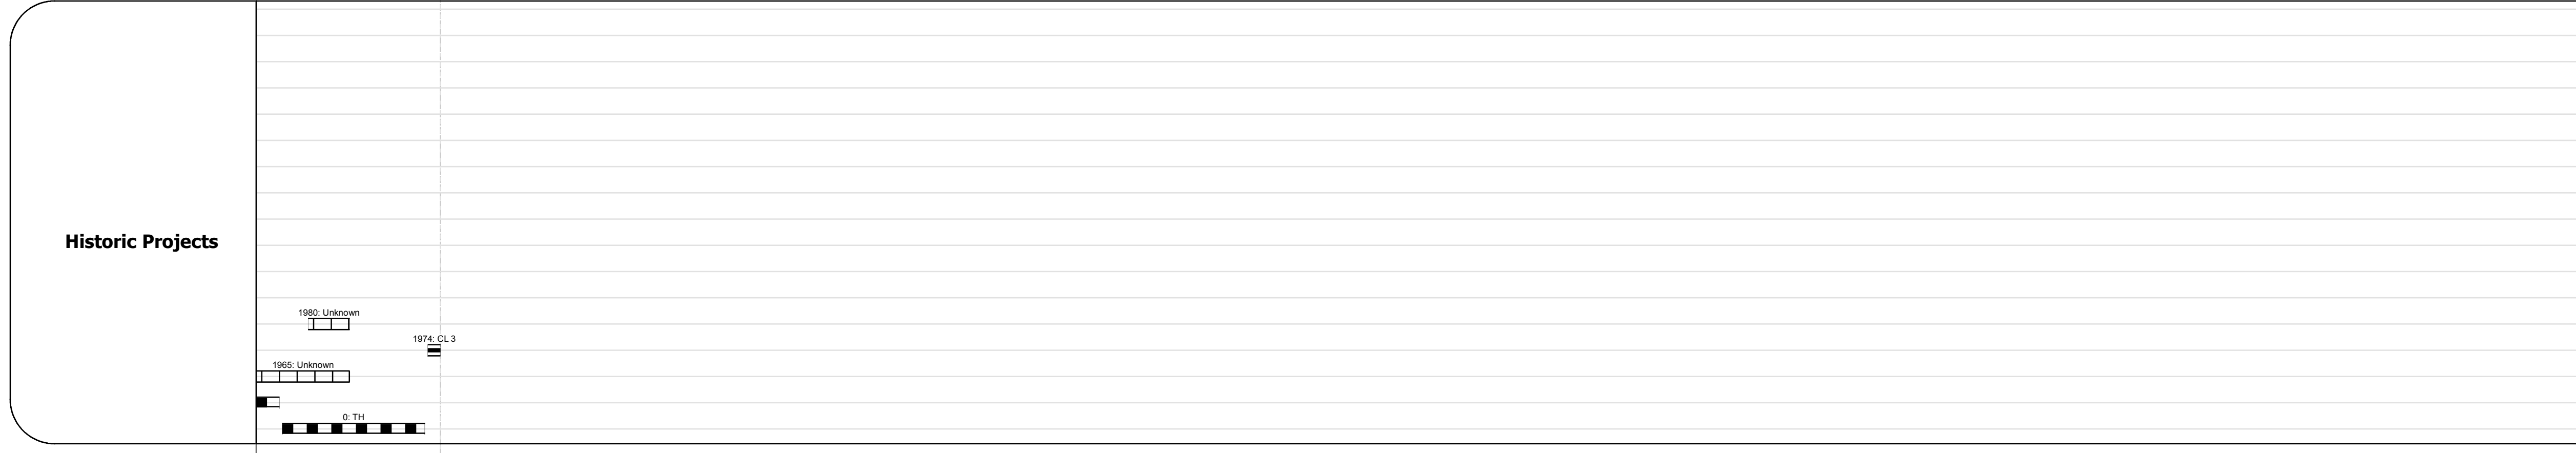 Historic Projects
1980: Unknown
1974: CL 3
1965: Unknown
0: TH